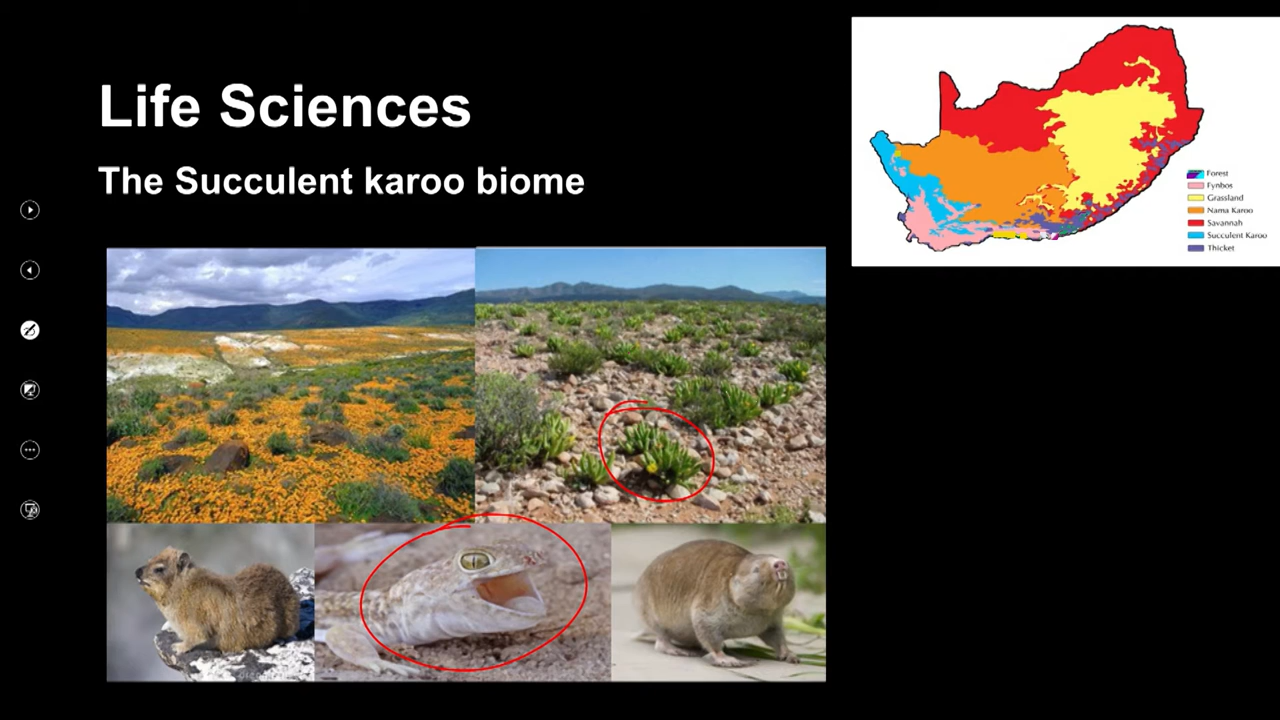 Life Sciences
The Succulent karoo biome
Forest
Fynbos
Grassland
Nama Karoo
Savannah
Succulent Karoo
Thicket